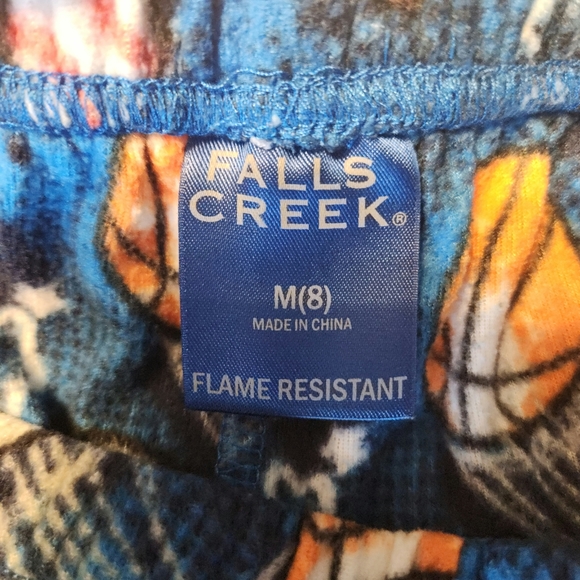 FALLS
CREEK®
M(8)
MADE IN CHINA
FLAME RESISTANT